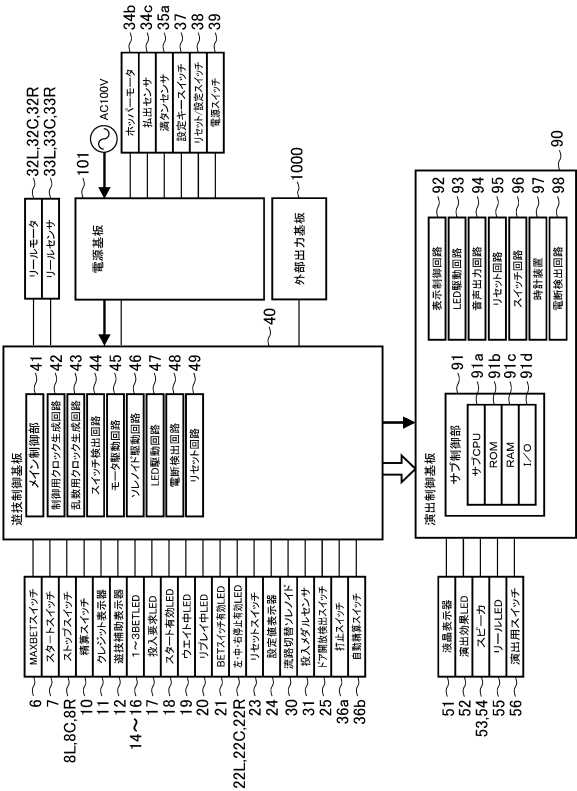 34b
34c
35a
37
38
39
ホッパーモータ
払出センサ
満タンセンサ
設定キースイッチ
リセット/設定スイッチ
電源スイッチ
AC100V
101
電源基板
1000
外部出力基板
32L,32C,32R
33L,33C,33R
リールモータ
リールセンサ
40
遊技制御基板
メイン制御部
41
制御用クロック生成回路
42
乱数用クロック生成回路
43
スイッチ検出回路
44
モータ駆動回路
45
ソレノイド駆動回路
46
LED駆動回路
47
電断検出回路
48
リセット回路
49
MAXBETスイッチ
6
スタートスイッチ
7
ストップスイッチ
8L,8C,8R
精算スイッチ
10
クレジット表示器
11
遊技補助表示器
12
1~3BETLED
14~16
投入要求LED
17
スタート有効LED
18
ウエイト中LED
19
リプレイ中LED
20
BETスイッチ有効LED
21
左・中・右停止有効LED
22L,22C,22R
リセットスイッチ
23
設定値表示器
24
流路切替ソレノイド
30
投入メダルセンサ
31
ドア開放検出スイッチ
25
打止スイッチ
36a
自動精算スイッチ
36b
90
演出制御基板
サブ制御部
91
サブCPU
91a
ROM
91b
RAM
91c
I/O
91d
表示制御回路
92
LED駆動回路
93
音声出力回路
94
リセット回路
95
スイッチ回路
96
時計装置
97
電断検出回路
98
液晶表示器
51
演出効果LED
52
スピーカ
53,54
リールLED
55
演出用スイッチ
56